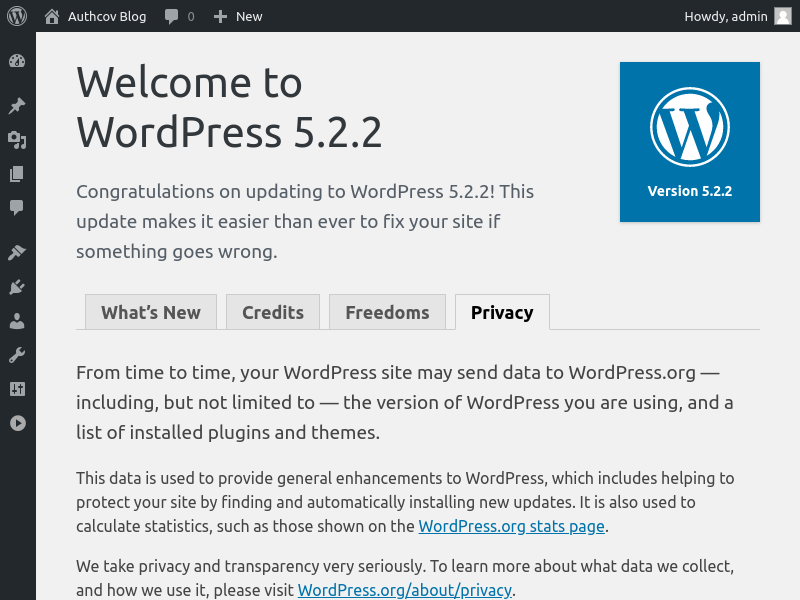 Authcov Blog 0 New Howdy, admin
Welcome to
WordPress 5.2.2
Version 5.2.2
Congratulations on updating to WordPress 5.2.2! This
update makes it easier than ever to fix your site if
something goes wrong.
What’s New Credits Freedoms Privacy
From time to time, your WordPress site may send data to WordPress.org —
including, but not limited to — the version of WordPress you are using, and a
list of installed plugins and themes.
This data is used to provide general enhancements to WordPress, which includes helping to
protect your site by finding and automatically installing new updates. It is also used to
calculate statistics, such as those shown on the WordPress.org stats page.
We take privacy and transparency very seriously. To learn more about what data we collect,
and how we use it, please visit WordPress.org/about/privacy.